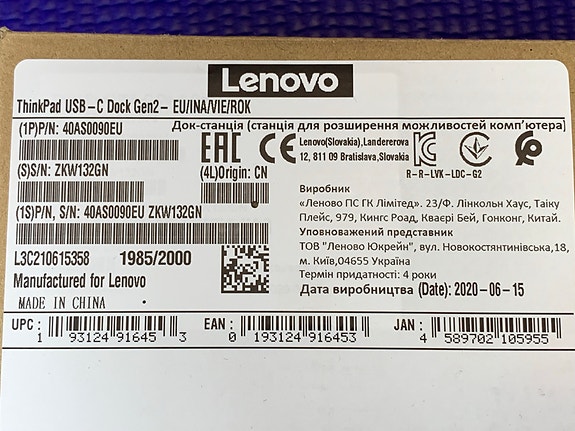 Lenovo
ThinkPad USB-C Dock Gen2- EU/INA/VIE/ROK
(1P)P/N: 40AS0090EU
Док-станція (станція для розширення можливостей комп'ютера)
(S)S/N: ZKW132GN
(4L)Origin: CN
EAC CE
Lenovo(Slovakia), Landererova
12, 811 09 Bratislava,Slovakia
R-R-LVK-LDC-G2
(1S)P/N, S/N: 40AS0090EU ZKW132GN
Виробник
«Леново ПС ГК Лімітед». 23/Ф. Лінкольн Хаус, Таіку
Плейс, 979, Кингс Роад, Кваєрі Бей, Гонконг, Китай.
Уповноважений представник
ТОВ "Леново Юкрейн", вул. Новокостянтинівська,18,
м. Київ,04655 Україна
Термін придатності: 4 роки
Дата виробництва (Date): 2020-06-15
L3C210615358 1985/2000
Manufactured for Lenovo
MADE IN CHINA
UPC : 1 93124 91645 3
EAN : 0 193124 916453
JAN : 4 589702 105955